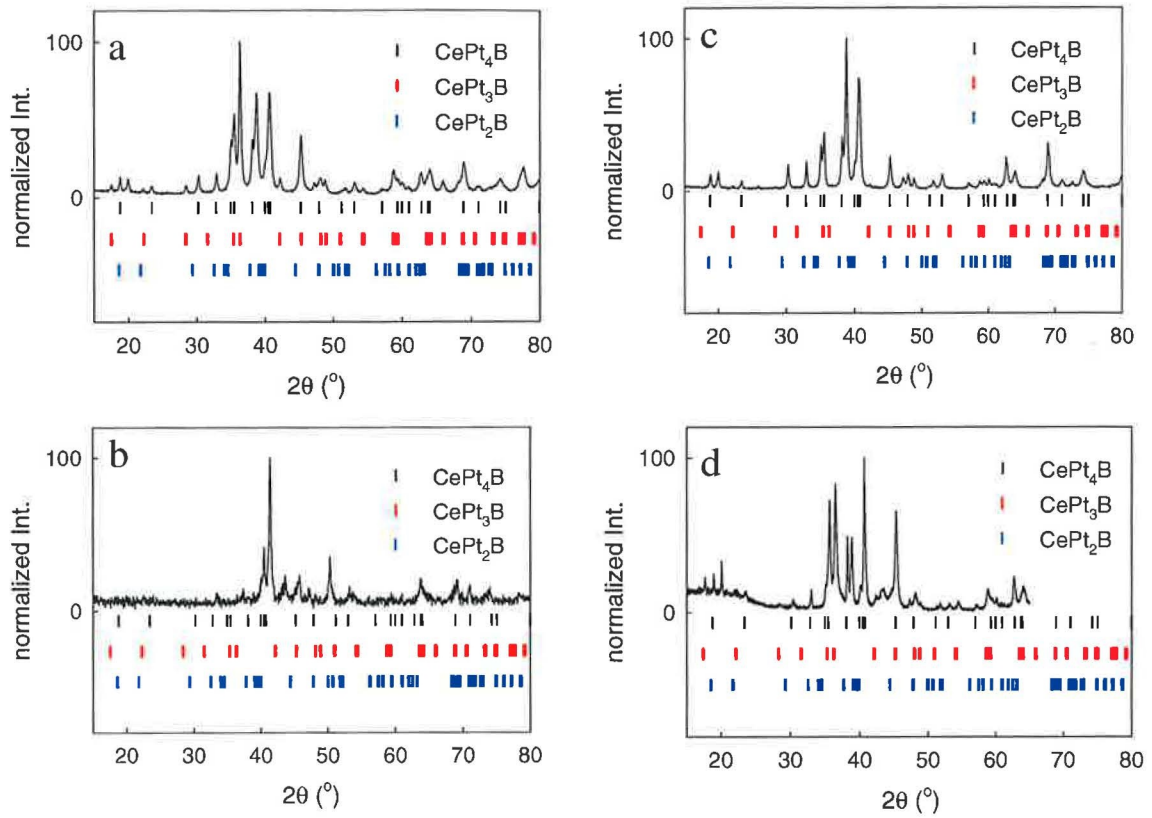 a
100
0
normalized Int.
CePt₄B
CePt₃B
CePt₂B
20 30 40 50 60 70 80
2θ (°)
c
100
0
normalized Int.
CePt₄B
CePt₃B
CePt₂B
20 30 40 50 60 70 80
2θ (°)
b
100
0
normalized Int.
CePt₄B
CePt₃B
CePt₂B
20 30 40 50 60 70 80
2θ (°)
d
100
0
normalized Int.
CePt₄B
CePt₃B
CePt₂B
20 30 40 50 60 70 80
2θ (°)